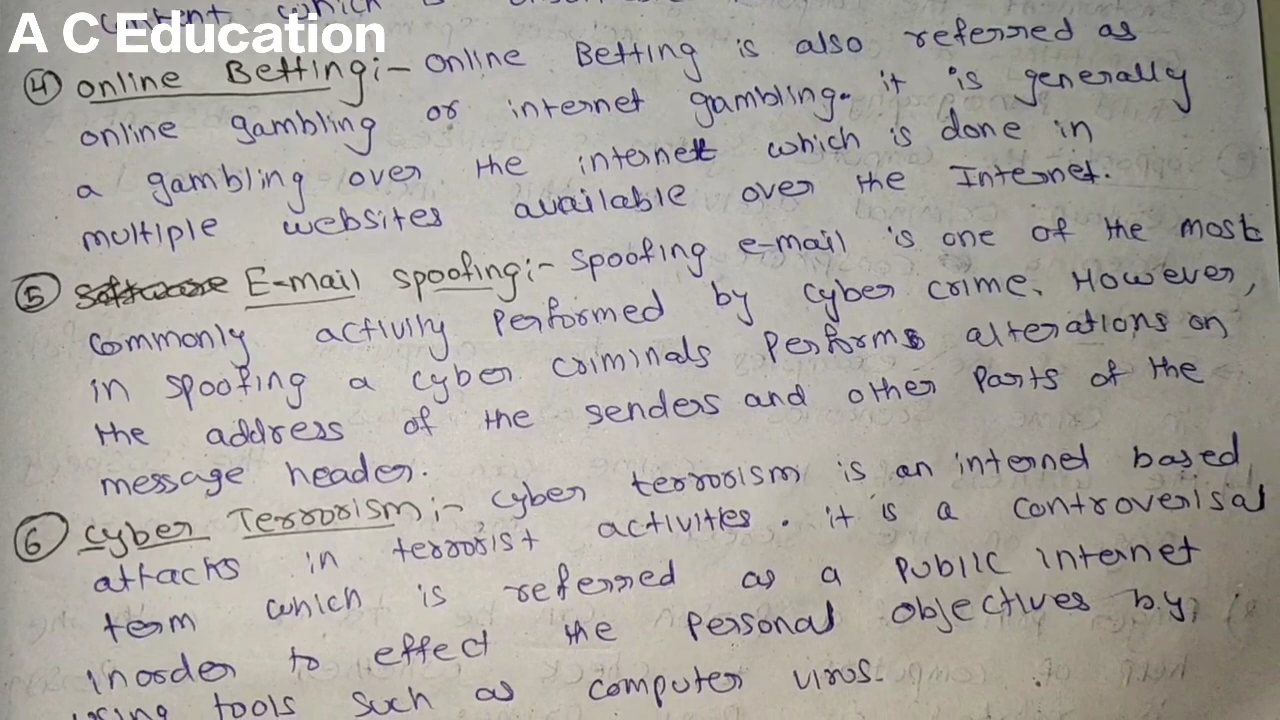 content which
A C Education
④ online Betting:- online Betting is also referred as
online gambling or internet gambling. it is generally
a gambling over the internet which is done in
multiple websites available over the Internet.
⑤ E-mail spoofing:- spoofing e-mail is one of the most
commonly activity performed by cyber crime. However,
in spoofing a cyber criminals performs alterations on
the address of the senders and other parts of the
message header.
⑥ cyber Terrorism:- cyber terrorism is an internet based
attacks in terrorist activities. it is a controverisal
term which is referred as a public internet
inorder to effect the personal objectives by
using tools such as computer virus.